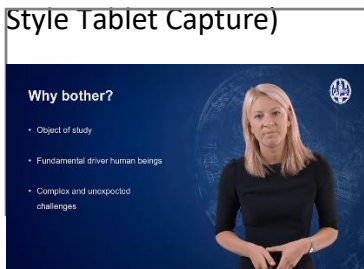 Style Tablet Capture)
Why bother?
• Object of study
• Fundamental driver human beings
• Complex and unexpected
challenges